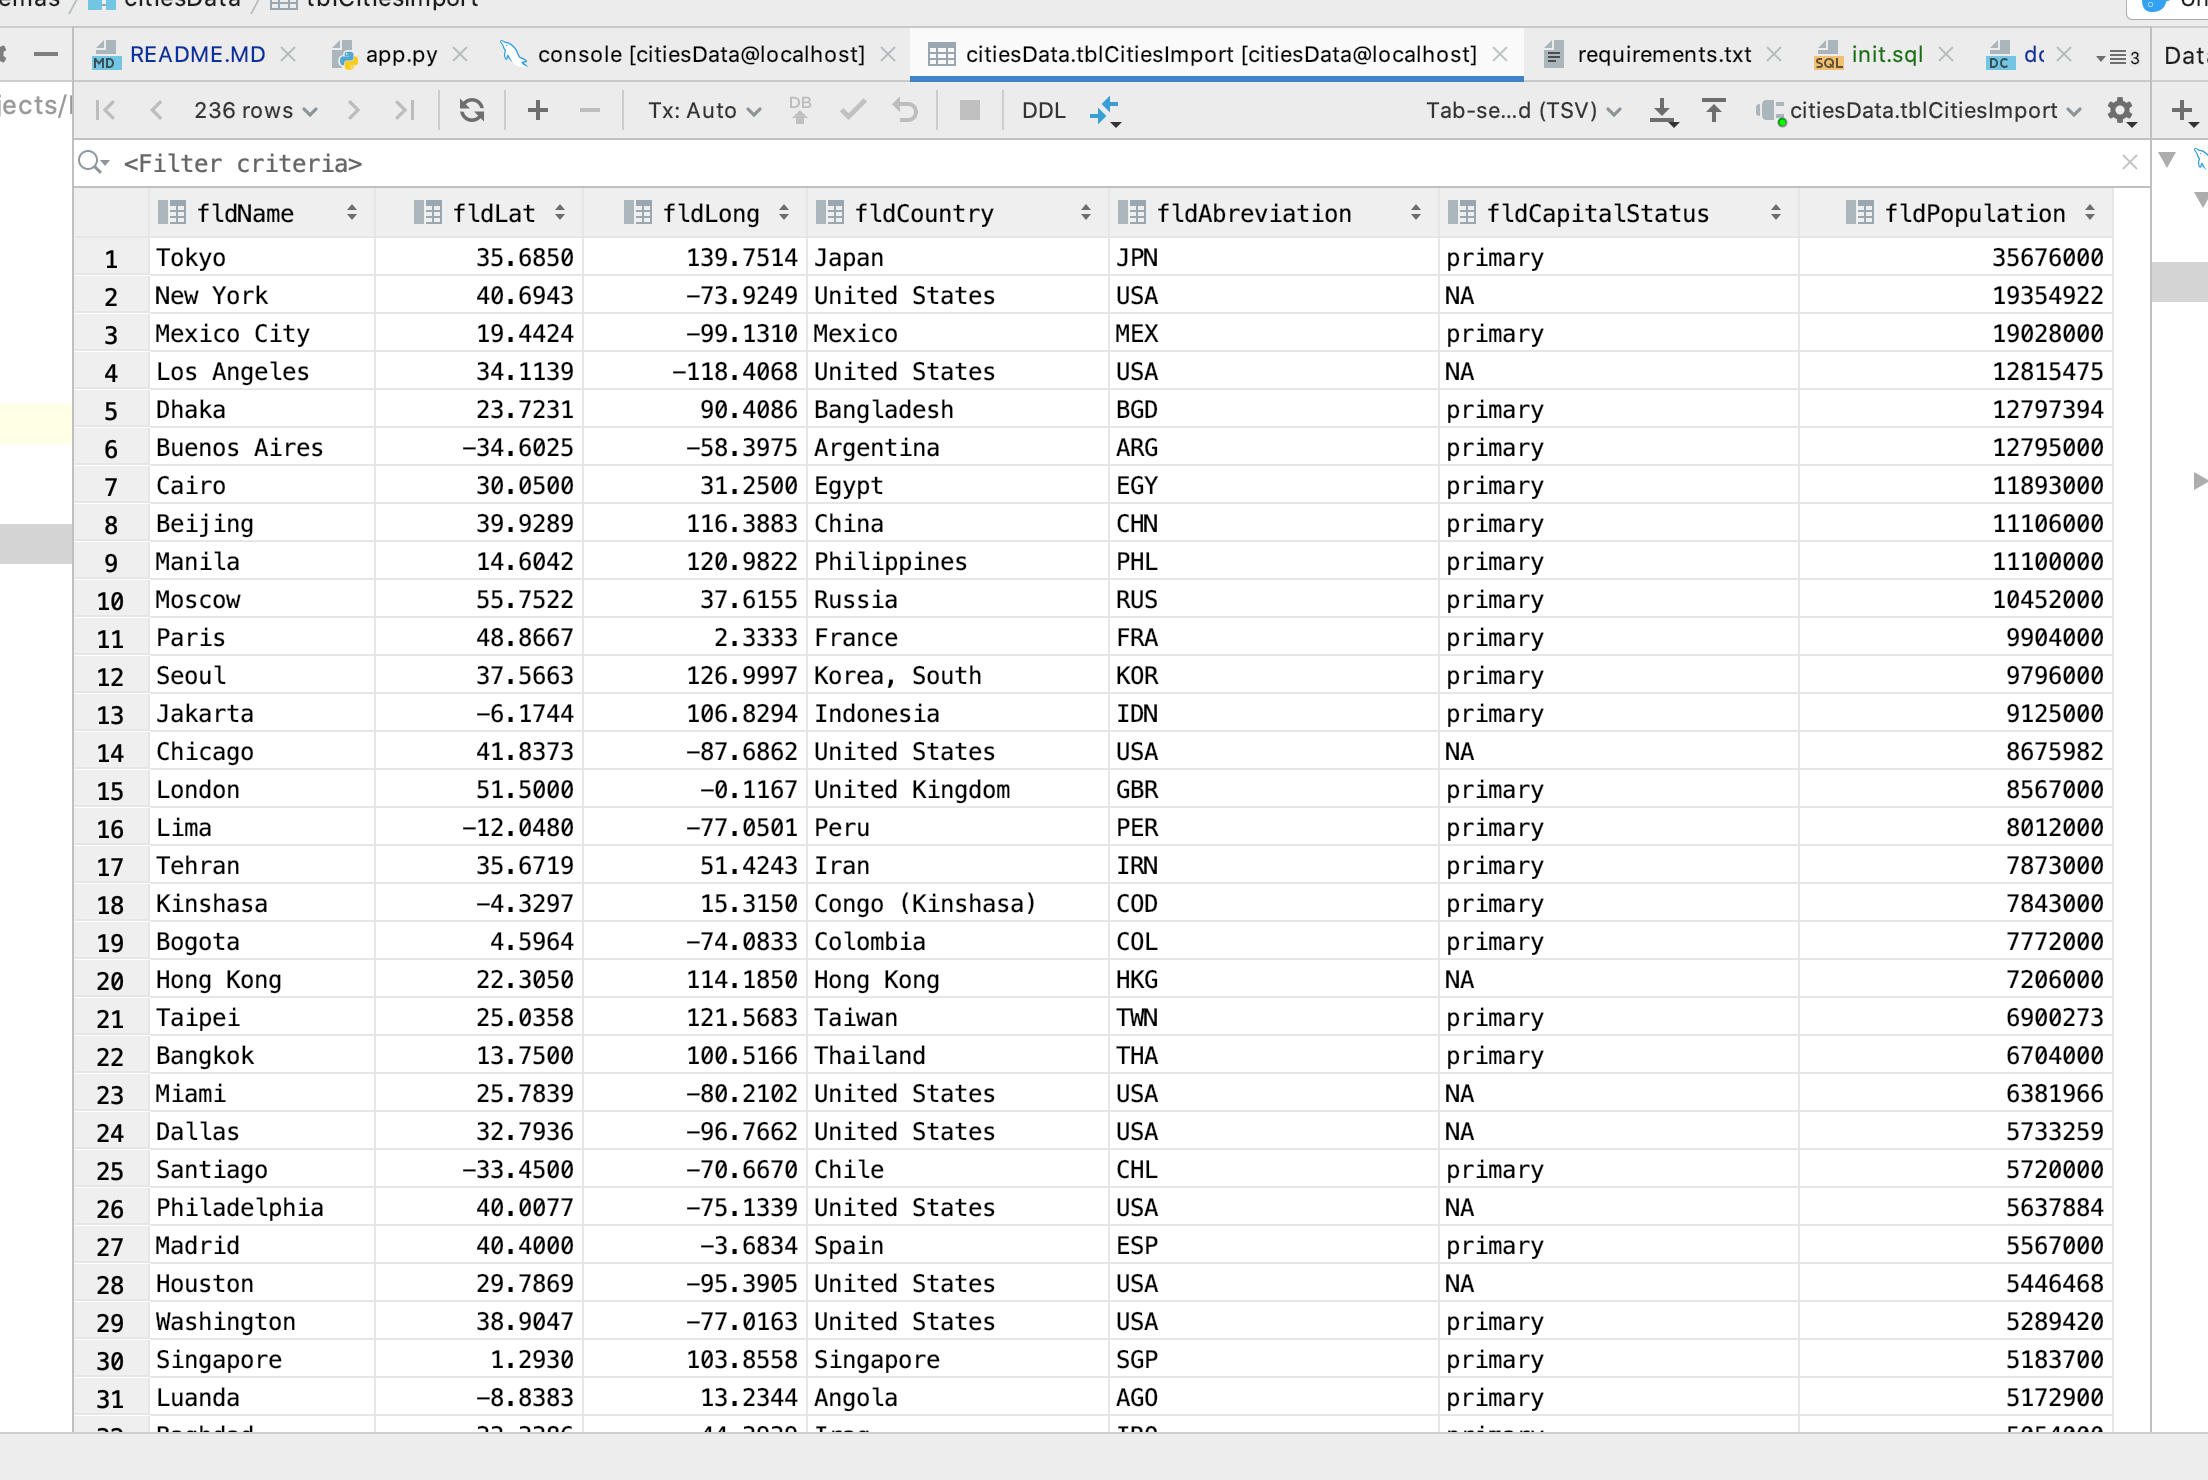 citiesData / tblCitiesImport
README.MD app.py console [citiesData@localhost] citiesData.tblCitiesImport [citiesData@localhost] requirements.txt init.sql 3
236 rows Tx: Auto DB DDL Tab-se...d (TSV) citiesData.tblCitiesImport
<Filter criteria>
fldName fldLat fldLong fldCountry fldAbreviation fldCapitalStatus fldPopulation
1 Tokyo 35.6850 139.7514 Japan JPN primary 35676000
2 New York 40.6943 -73.9249 United States USA NA 19354922
3 Mexico City 19.4424 -99.1310 Mexico MEX primary 19028000
4 Los Angeles 34.1139 -118.4068 United States USA NA 12815475
5 Dhaka 23.7231 90.4086 Bangladesh BGD primary 12797394
6 Buenos Aires -34.6025 -58.3975 Argentina ARG primary 12795000
7 Cairo 30.0500 31.2500 Egypt EGY primary 11893000
8 Beijing 39.9289 116.3883 China CHN primary 11106000
9 Manila 14.6042 120.9822 Philippines PHL primary 11100000
10 Moscow 55.7522 37.6155 Russia RUS primary 10452000
11 Paris 48.8667 2.3333 France FRA primary 9904000
12 Seoul 37.5663 126.9997 Korea, South KOR primary 9796000
13 Jakarta -6.1744 106.8294 Indonesia IDN primary 9125000
14 Chicago 41.8373 -87.6862 United States USA NA 8675982
15 London 51.5000 -0.1167 United Kingdom GBR primary 8567000
16 Lima -12.0480 -77.0501 Peru PER primary 8012000
17 Tehran 35.6719 51.4243 Iran IRN primary 7873000
18 Kinshasa -4.3297 15.3150 Congo (Kinshasa) COD primary 7843000
19 Bogota 4.5964 -74.0833 Colombia COL primary 7772000
20 Hong Kong 22.3050 114.1850 Hong Kong HKG NA 7206000
21 Taipei 25.0358 121.5683 Taiwan TWN primary 6900273
22 Bangkok 13.7500 100.5166 Thailand THA primary 6704000
23 Miami 25.7839 -80.2102 United States USA NA 6381966
24 Dallas 32.7936 -96.7662 United States USA NA 5733259
25 Santiago -33.4500 -70.6670 Chile CHL primary 5720000
26 Philadelphia 40.0077 -75.1339 United States USA NA 5637884
27 Madrid 40.4000 -3.6834 Spain ESP primary 5567000
28 Houston 29.7869 -95.3905 United States USA NA 5446468
29 Washington 38.9047 -77.0163 United States USA primary 5289420
30 Singapore 1.2930 103.8558 Singapore SGP primary 5183700
31 Luanda -8.8383 13.2344 Angola AGO primary 5172900